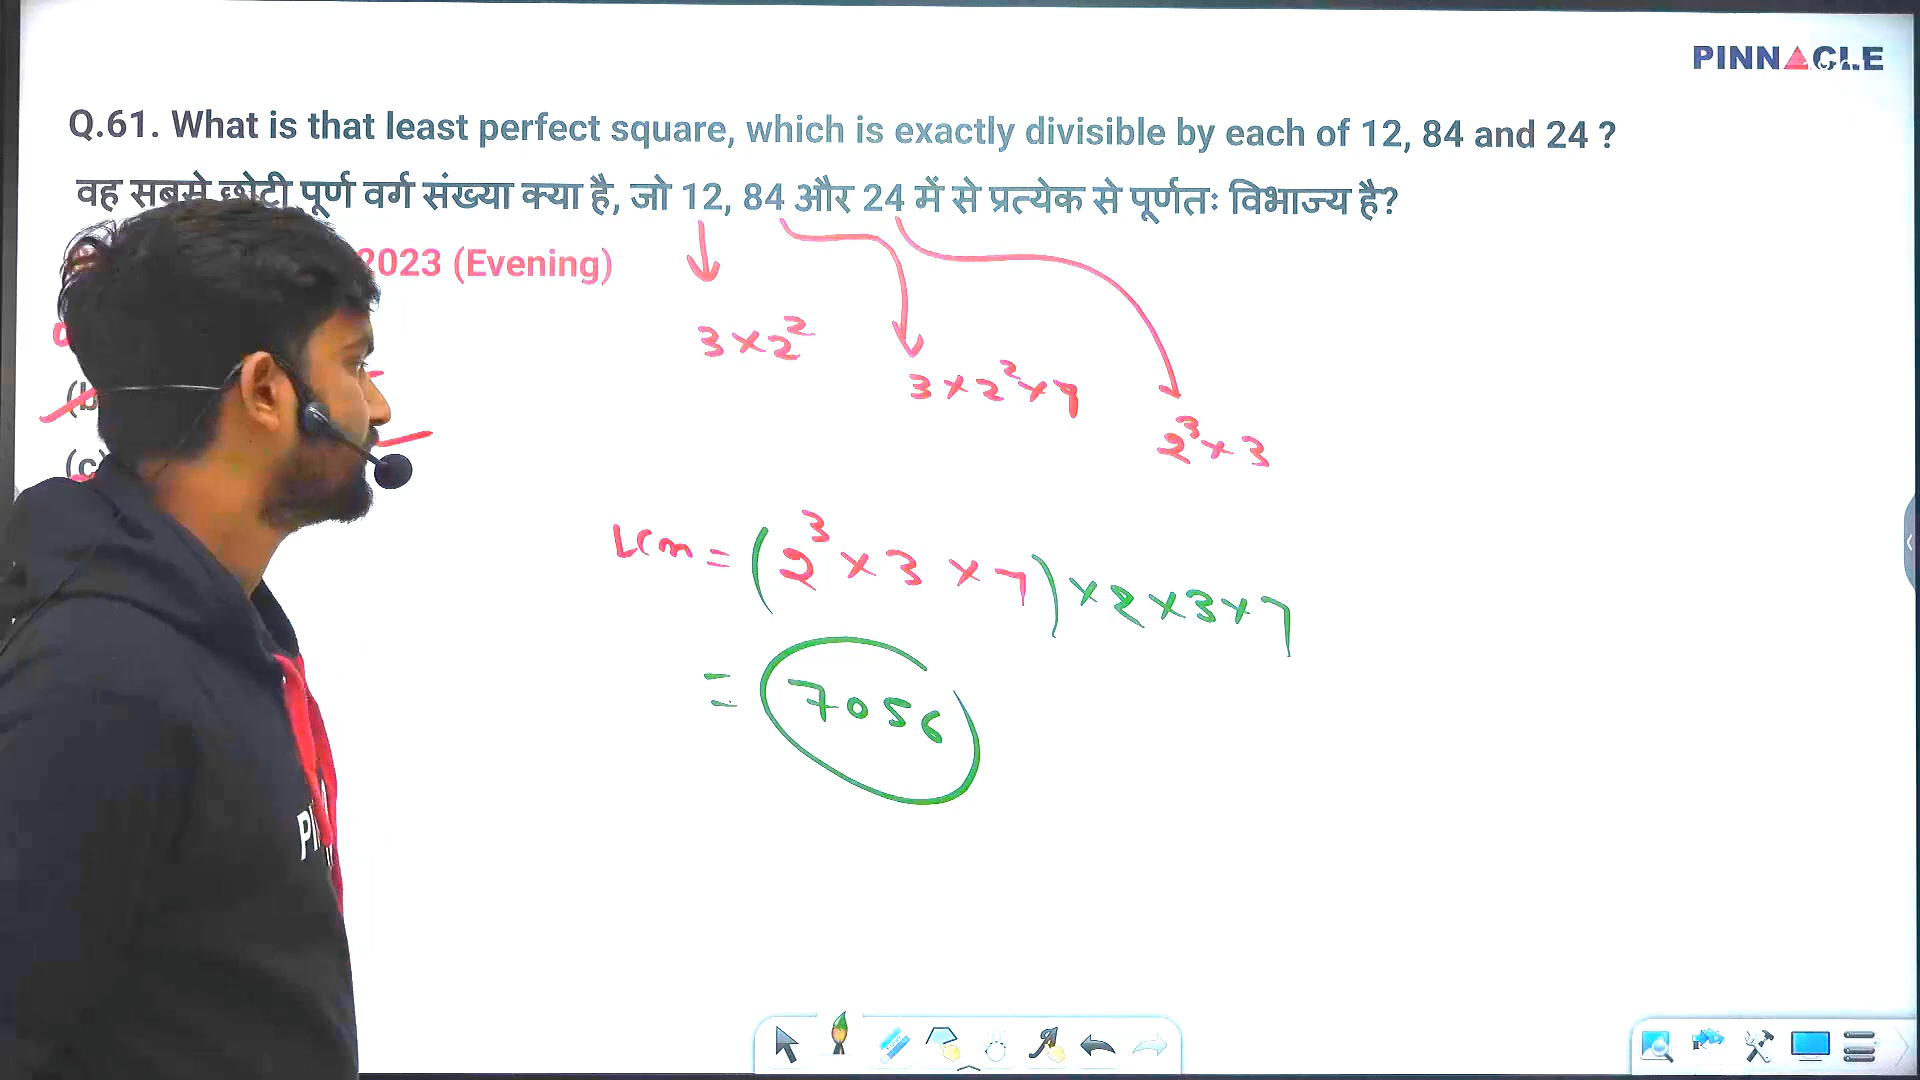 PINNACLE
Q.61. What is that least perfect square, which is exactly divisible by each of 12, 84 and 24 ?
वह सबसे छोटी पूर्ण वर्ग संख्या क्या है, जो 12, 84 और 24 में से प्रत्येक से पूर्णतः विभाज्य है?
2023 (Evening)
3 × 2²
(b
3 × 2² × 7
(c)
2³ × 3
LCM = (2³ × 3 × 7) × 2 × 3 × 7
= 7056